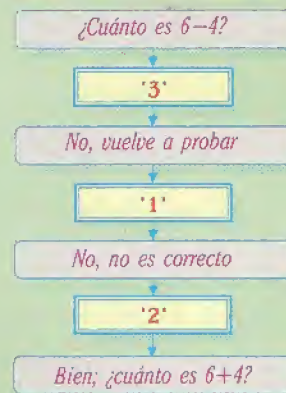 ¿Cuánto es 6−4?
'3'
No, vuelve a probar
'1'
No, no es correcto
'2'
Bien; ¿cuánto es 6+4?